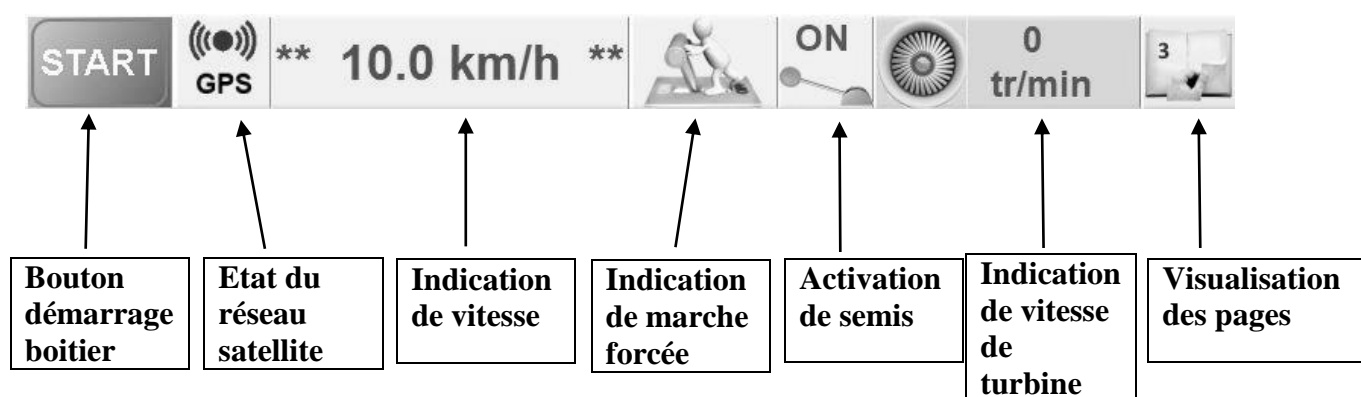 START
GPS
** 10.0 km/h **
ON
0
tr/min
3
Bouton
démarrage
boitier
Etat du
réseau
satellite
Indication
de vitesse
Indication
de marche
forcée
Activation
de semis
Indication
de vitesse
de
turbine
Visualisation
des pages